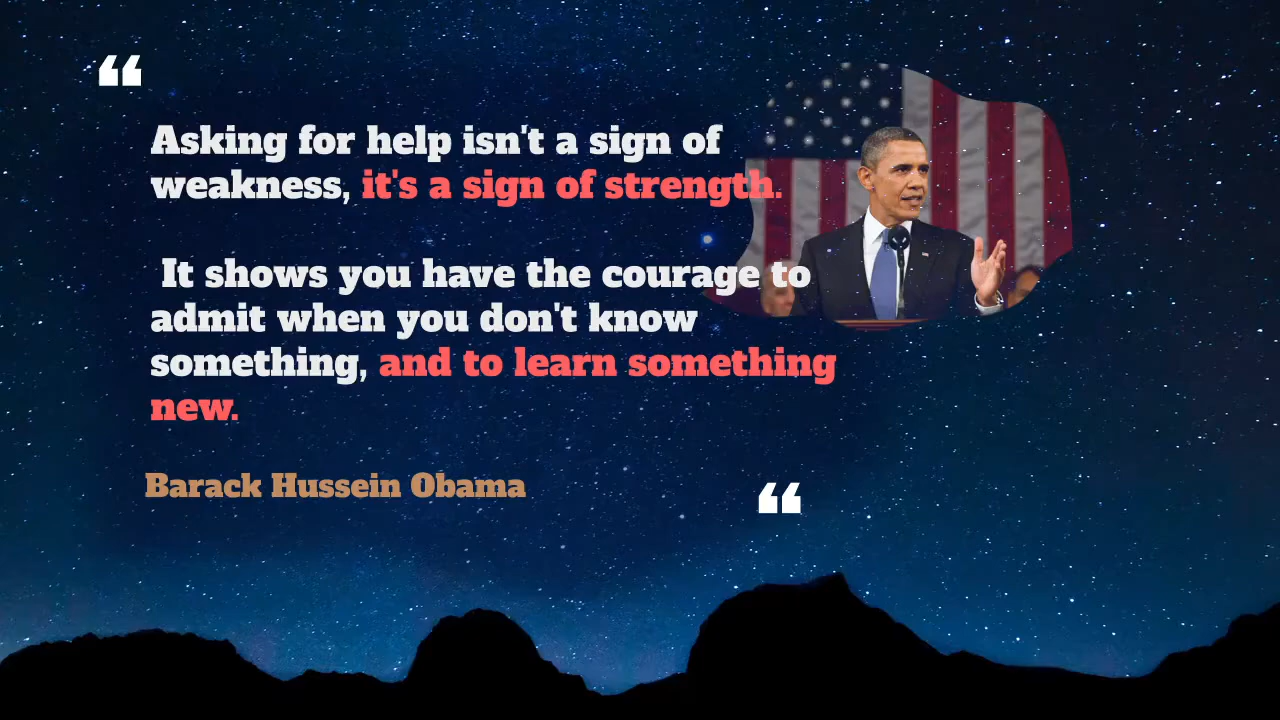 ❝
Asking for help isn't a sign of
weakness, it's a sign of strength.
It shows you have the courage to
admit when you don't know
something, and to learn something
new.
Barack Hussein Obama
❝